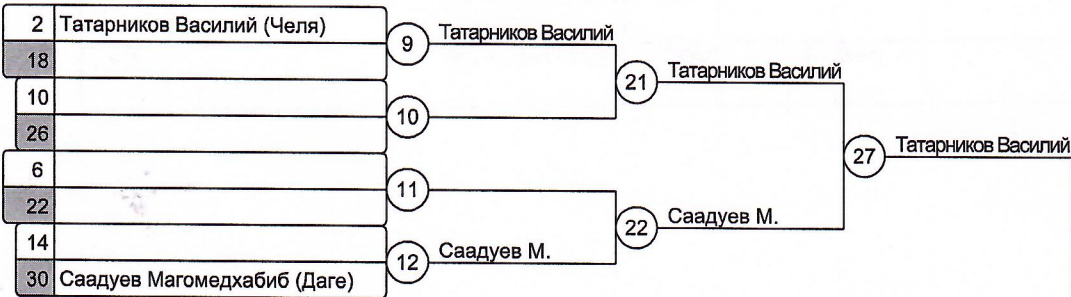 2 Татарников Василий (Челя)
18
10
26
6
22
14
30 Саадуев Магомедхабиб (Даге)
9 Татарников Василий
10
11
12 Саадуев М.
21 Татарников Василий
22 Саадуев М.
27 Татарников Василий